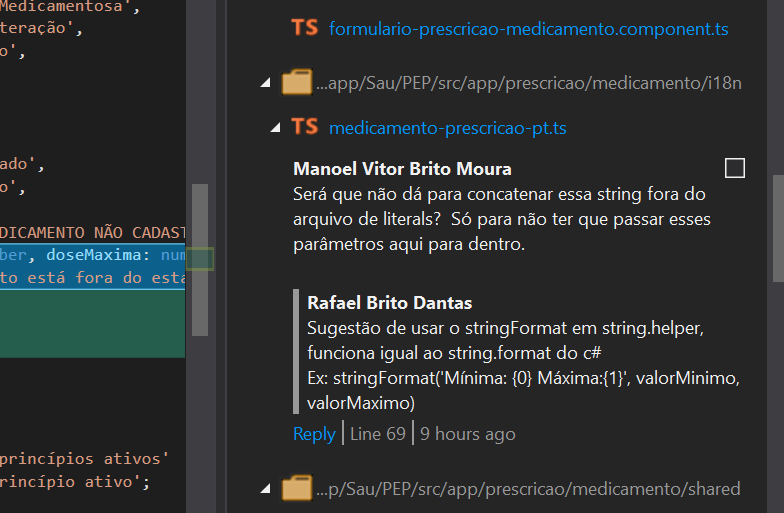 Medicamentosa',
teração',
o',
ado',
o',
DICAMENTO NÃO CADAST
ber, doseMaxima: num
to está fora do esta
princípios ativos'
rincípio ativo';
TS formulario-prescricao-medicamento.component.ts
...app/Sau/PEP/src/app/prescricao/medicamento/i18n
TS medicamento-prescricao-pt.ts
Manoel Vitor Brito Moura
Será que não dá para concatenar essa string fora do
arquivo de literals? Só para não ter que passar esses
parâmetros aqui para dentro.
Rafael Brito Dantas
Sugestão de usar o stringFormat em string.helper,
funciona igual ao string.format do c#
Ex: stringFormat('Mínima: {0} Máxima:{1}', valorMinimo,
valorMaximo)
Reply | Line 69 | 9 hours ago
...p/Sau/PEP/src/app/prescricao/medicamento/shared